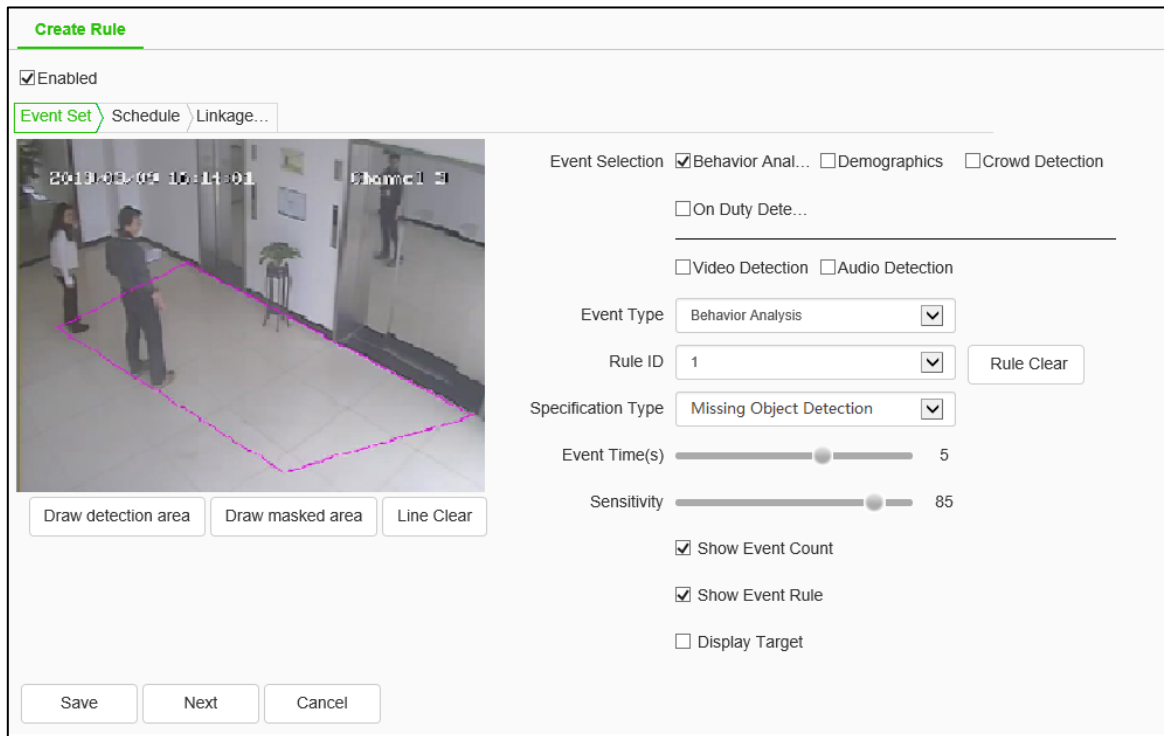 Create Rule
Enabled
Event Set Schedule Linkage...
Channel 3
Event Selection Behavior Anal... Demographics Crowd Detection
On Duty Dete...
Video Detection Audio Detection
Event Type Behavior Analysis
Rule ID 1 Rule Clear
Specification Type Missing Object Detection
Event Time(s) 5
Sensitivity 85
Draw detection area Draw masked area Line Clear
Show Event Count
Show Event Rule
Display Target
Save Next Cancel